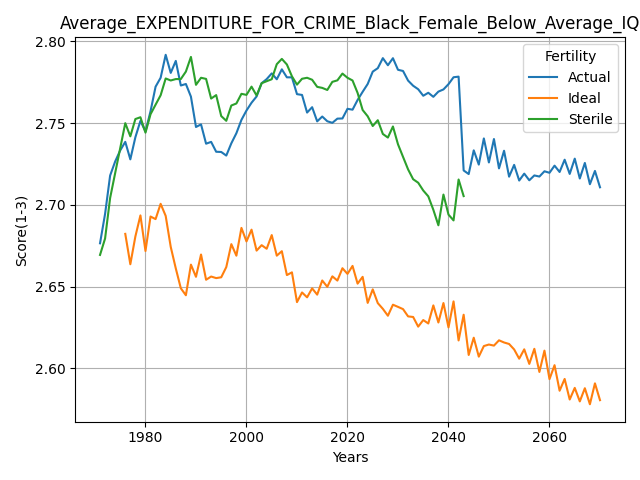 Average_EXPENDITURE_FOR_CRIME_Black_Female_Below_Average_IQ
Fertility
Actual
Ideal
Sterile
2.80
2.75
2.70
2.65
2.60
Score(1-3)
1980
2000
2020
2040
2060
Years